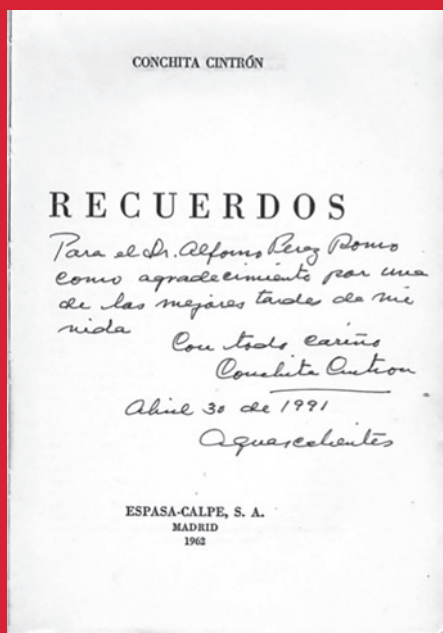 CONCHITA CINTRÓN
RECUERDOS
Para el Dr. Alfonso Perez Romo
como agradecimiento por una
de las mejores tardes de mi
vida
Con todo cariño
Conchita Cintron
Abril 30 de 1991
Aguascalientes
ESPASA-CALPE, S. A.
MADRID
1962